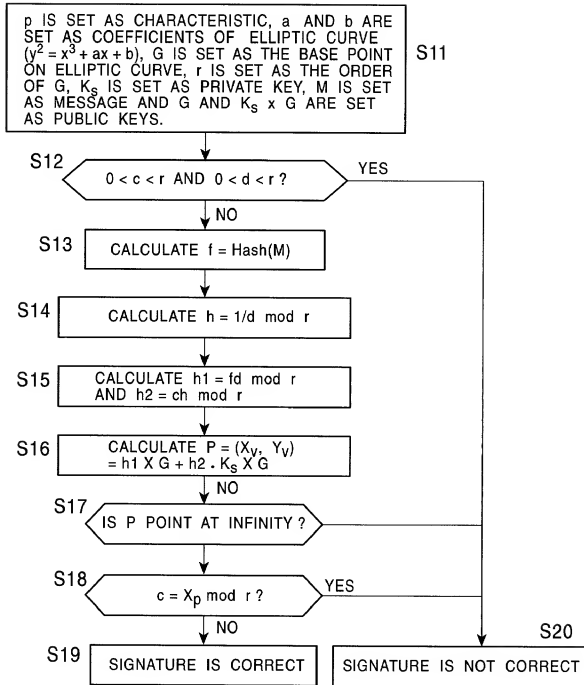 p IS SET AS CHARACTERISTIC, a AND b ARE
SET AS COEFFICIENTS OF ELLIPTIC CURVE
(y² = x³ + ax + b), G IS SET AS THE BASE POINT
ON ELLIPTIC CURVE, r IS SET AS THE ORDER
OF G, Ks IS SET AS PRIVATE KEY, M IS SET
AS MESSAGE AND G AND Ks x G ARE SET
AS PUBLIC KEYS.
S11
S12
0 < c < r AND 0 < d < r ?
YES
NO
S13
CALCULATE f = Hash(M)
S14
CALCULATE h = 1/d mod r
S15
CALCULATE h1 = fd mod r
AND h2 = ch mod r
S16
CALCULATE P = (Xv, Yv)
= h1 X G + h2 · Ks X G
NO
S17
IS P POINT AT INFINITY ?
S18
c = Xp mod r ?
YES
NO
S19
SIGNATURE IS CORRECT
S20
SIGNATURE IS NOT CORRECT